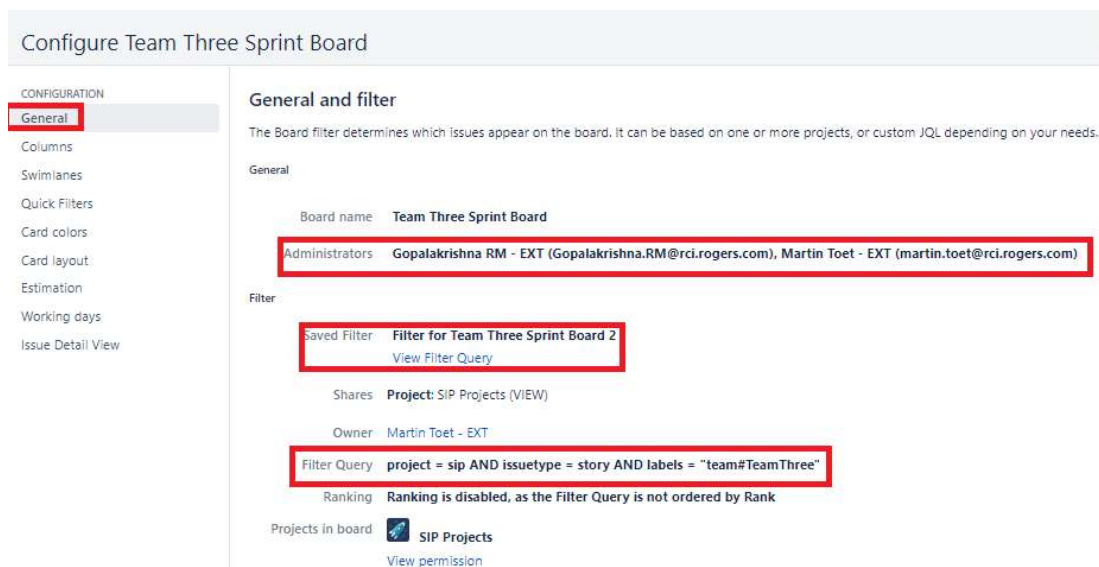 Configure Team Three Sprint Board
CONFIGURATION
General
Columns
Swimlanes
Quick Filters
Card colors
Card layout
Estimation
Working days
Issue Detail View
General and filter
The Board filter determines which issues appear on the board. It can be based on one or more projects, or custom JQL depending on your needs.
General
Board name Team Three Sprint Board
Administrators Gopalakrishna RM - EXT (Gopalakrishna.RM@rci.rogers.com), Martin Toet - EXT (martin.toet@rci.rogers.com)
Filter
Saved Filter Filter for Team Three Sprint Board 2
View Filter Query
Shares Project: SIP Projects (VIEW)
Owner Martin Toet - EXT
Filter Query project = sip AND issuetype = story AND labels = "team#TeamThree"
Ranking Ranking is disabled, as the Filter Query is not ordered by Rank
Projects in board SIP Projects
View permission